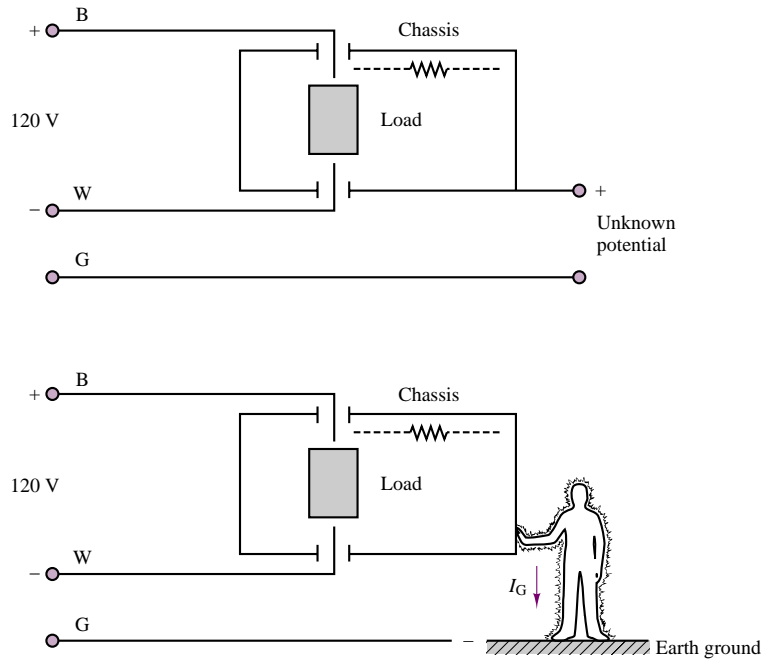 B
+
Chassis
120 V
Load
W
−
+
Unknown
potential
G
B
+
Chassis
120 V
Load
W
−
I_G
G
−
Earth ground